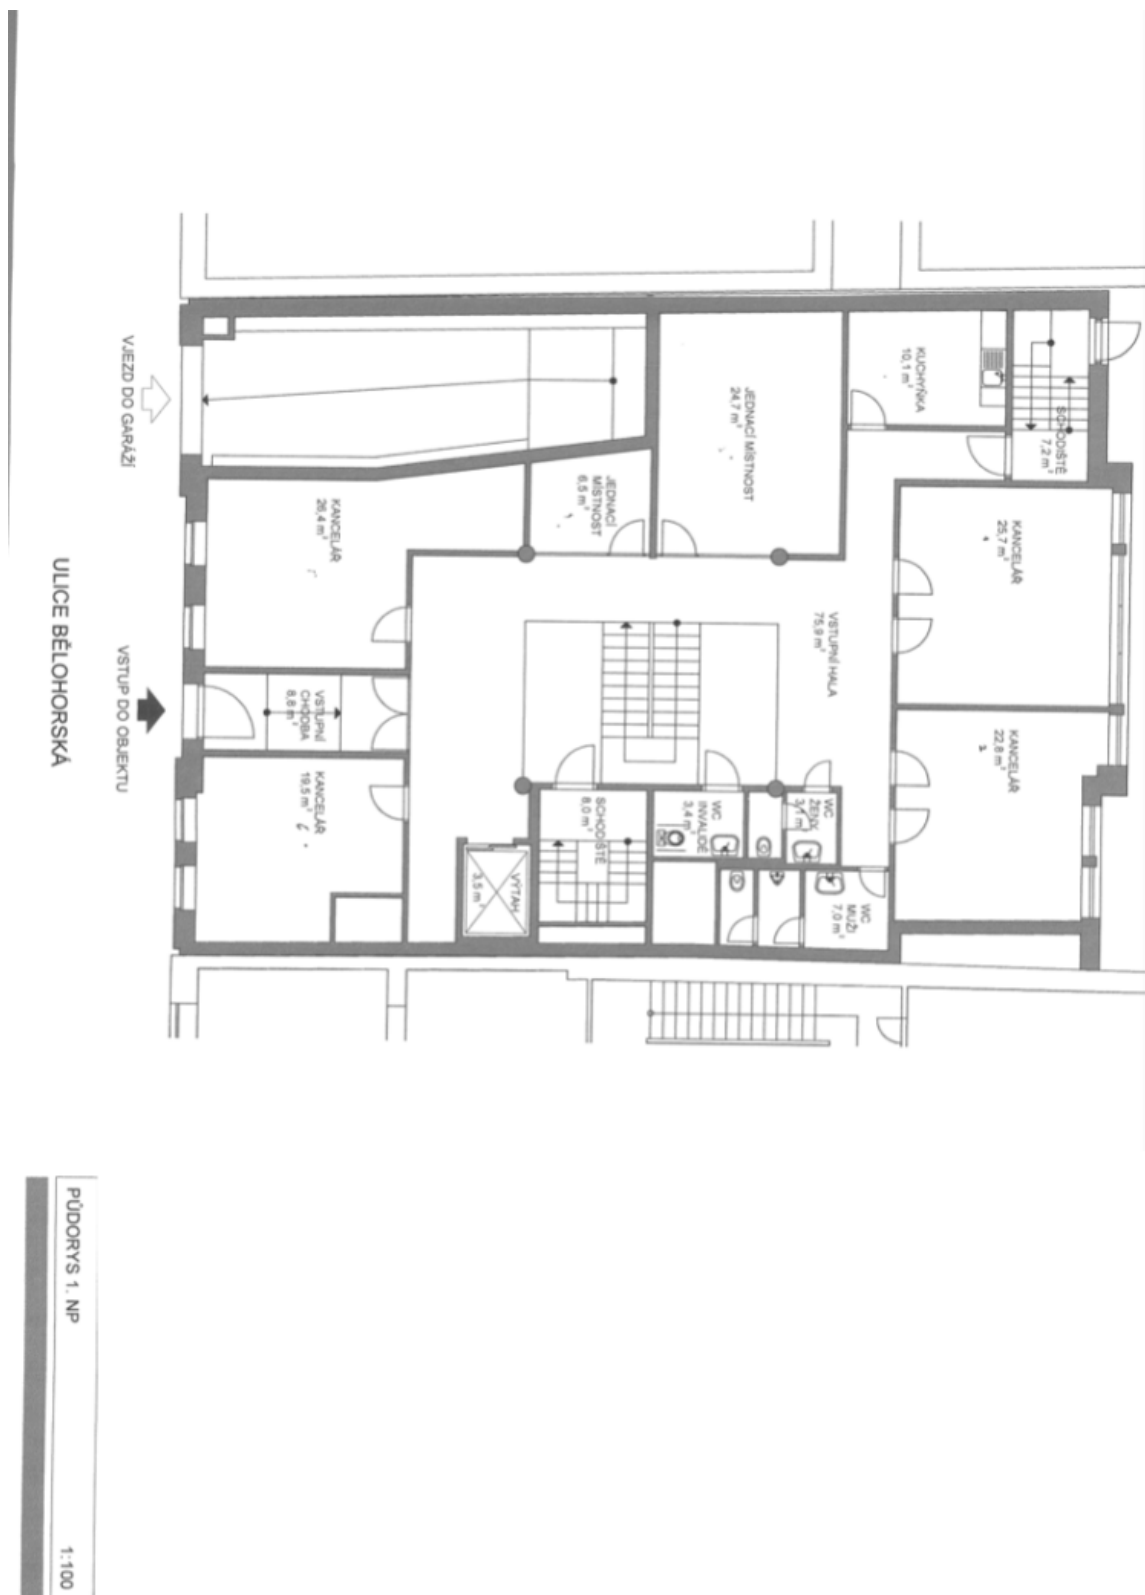 SCHODIŠTĚ
7,2 m²
KUCHYŇKA
10,1 m²
JEDNACÍ MÍSTNOST
24,7 m²
JEDNACÍ
MÍSTNOST
6,5 m²
KANCELÁŘ
25,7 m²
KANCELÁŘ
22,8 m²
VSTUPNÍ HALA
75,9 m²
KANCELÁŘ
26,4 m²
VSTUPNÍ
CHODBA
8,8 m²
KANCELÁŘ
19,5 m²
SCHODIŠTĚ
8,0 m²
VÝTAH
3,5 m²
WC
INVALIDÉ
3,4 m²
WC
ŽENY
3,1 m²
WC
MUŽI
7,0 m²
VJEZD DO GARÁŽÍ
VSTUP DO OBJEKTU
ULICE BĚLOHORSKÁ
PŮDORYS 1. NP
1:100